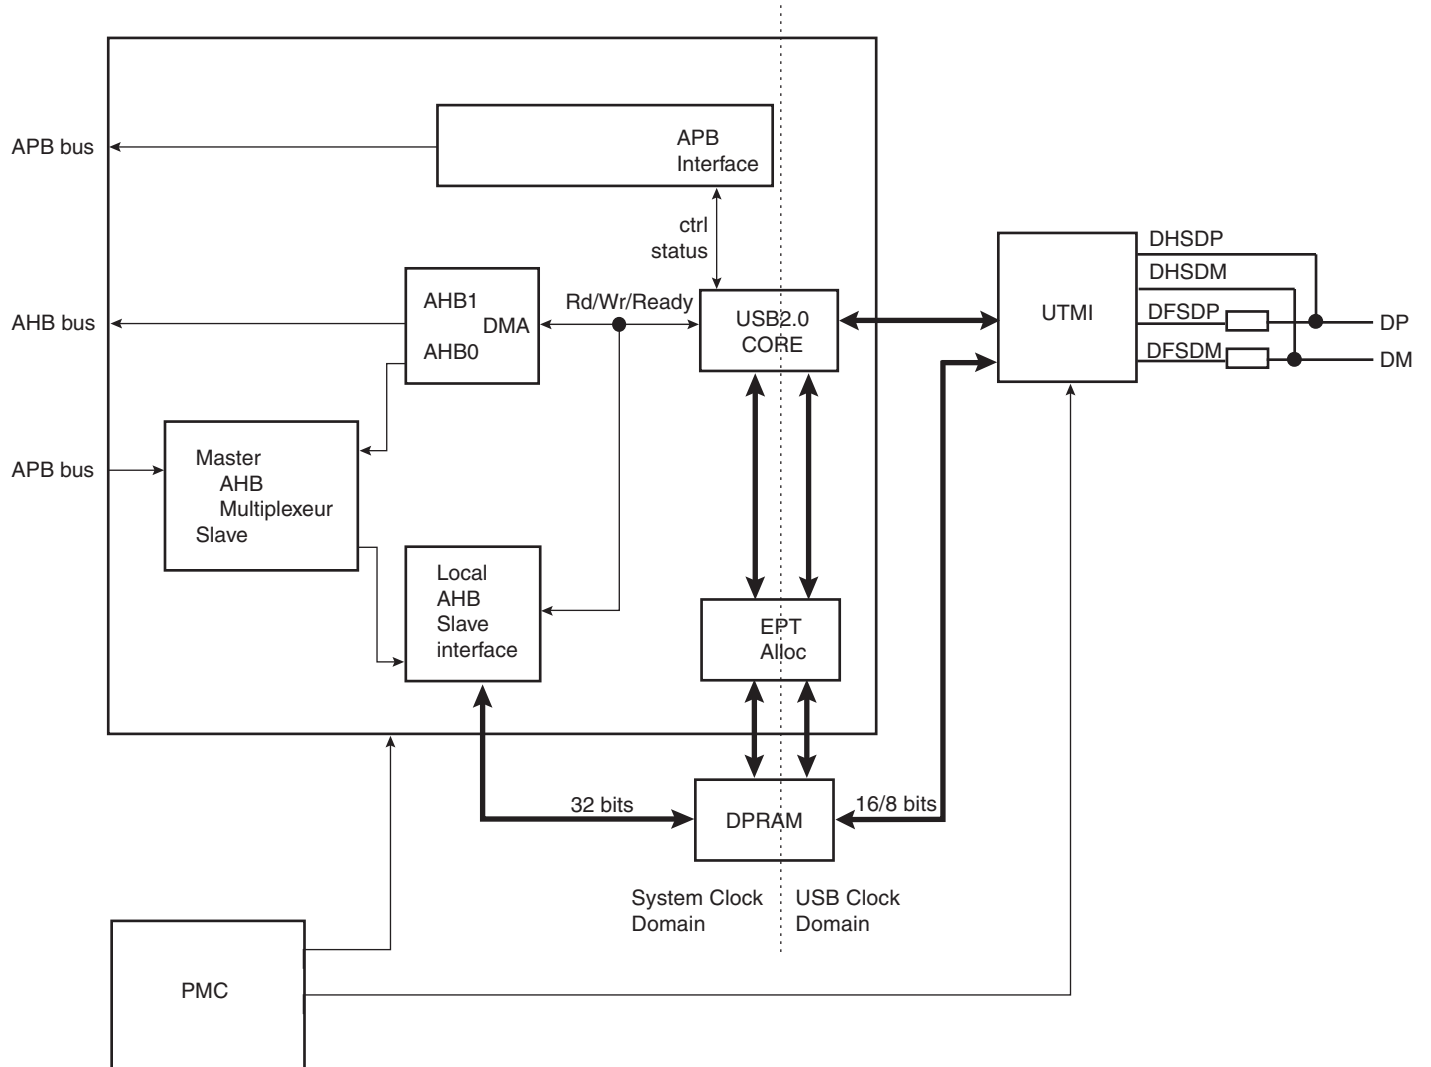 APB bus
APB
Interface
ctrl
status
DHSDP
DHSDM
DFSDP
DFSDM
UTMI
DP
DM
AHB bus
AHB1
DMA
AHB0
Rd/Wr/Ready
USB2.0
CORE
APB bus
Master
AHB
Multiplexeur
Slave
Local
AHB
Slave
interface
EPT
Alloc
32 bits
DPRAM
16/8 bits
System Clock
Domain
USB Clock
Domain
PMC